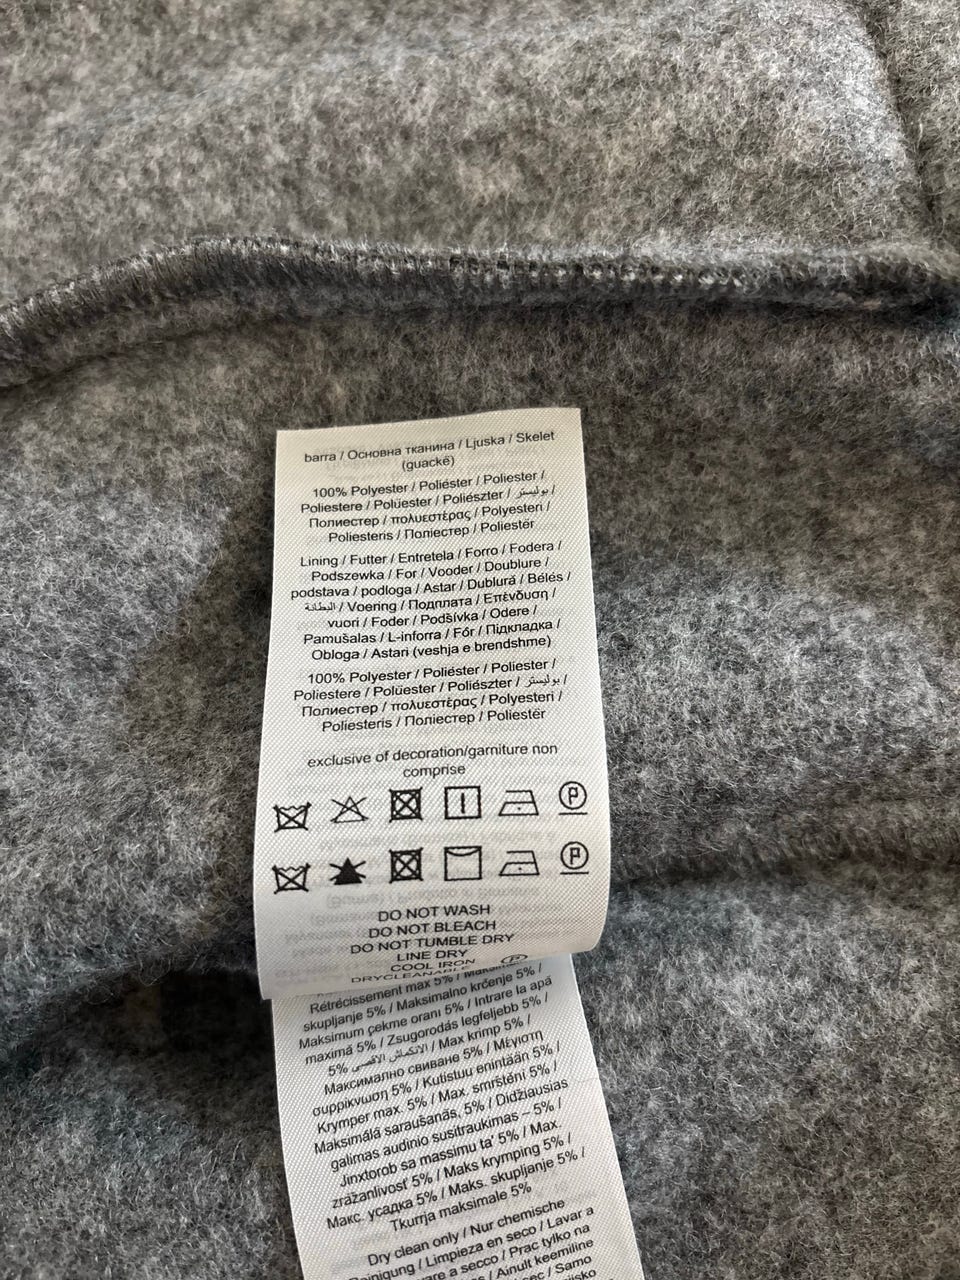 barra / Основна тканина / Ljuska / Skelet
(guackë)
100% Polyester / Poliéster / Poliester /
Poliestere / Polüester / Poliészter / بوليستر /
Полиестер / πολυεστέρας / Polyesteri /
Poliesteris / Поліестер / Poliestër
Lining / Futter / Entretela / Forro / Fodera /
Podszewka / For / Vooder / Doublure /
podstava / podloga / Astar / Dublură / Bélés /
البطانة / Voering / Подплата / Επένδυση /
vuori / Foder / Podšívka / Odere /
Pamušalas / L-inforra / Fór / Підкладка /
Obloga / Astari (veshja e brendshme)
100% Polyester / Poliéster / Poliester /
Poliestere / Polüester / Poliészter / بوليستر /
Полиестер / πολυεστέρας / Polyesteri /
Poliesteris / Поліестер / Poliestër
exclusive of decoration/garniture non
comprise
P
P
DO NOT WASH
DO NOT BLEACH
DO NOT TUMBLE DRY
LINE DRY
COOL IRON
DRYCLEANABLE P
Rétrécissement max 5% /
skupljanje 5% / Maksimalno krčenje 5% /
Maksimum çekme oranı 5% / Intrare la apă
maximă 5% / Zsugorodás legfeljebb 5% /
5% الانكماش الأقصى / Max krimp 5% /
Максимално свиване 5% / Μέγιστη
συρρίκνωση 5% / Kutistuu enintään 5% /
Krymper max. 5% / Max. smrštění 5% /
Maksimālā saraušanās, 5% / Didžiausias
galimas audinio susitraukimas – 5% /
Jinxtorob sa massimu ta' 5% / Max.
zrážanlivosť 5% / Maks krymping 5% /
Макс. усадка 5% / Maks. skupljanje 5% /
Tkurrja maksimale 5%
Dry clean only / Nur chemische
Reinigung / Limpieza en seco / Lavar a
a secco / Prac tylko na
/ Ainult keemiline
/ Samo